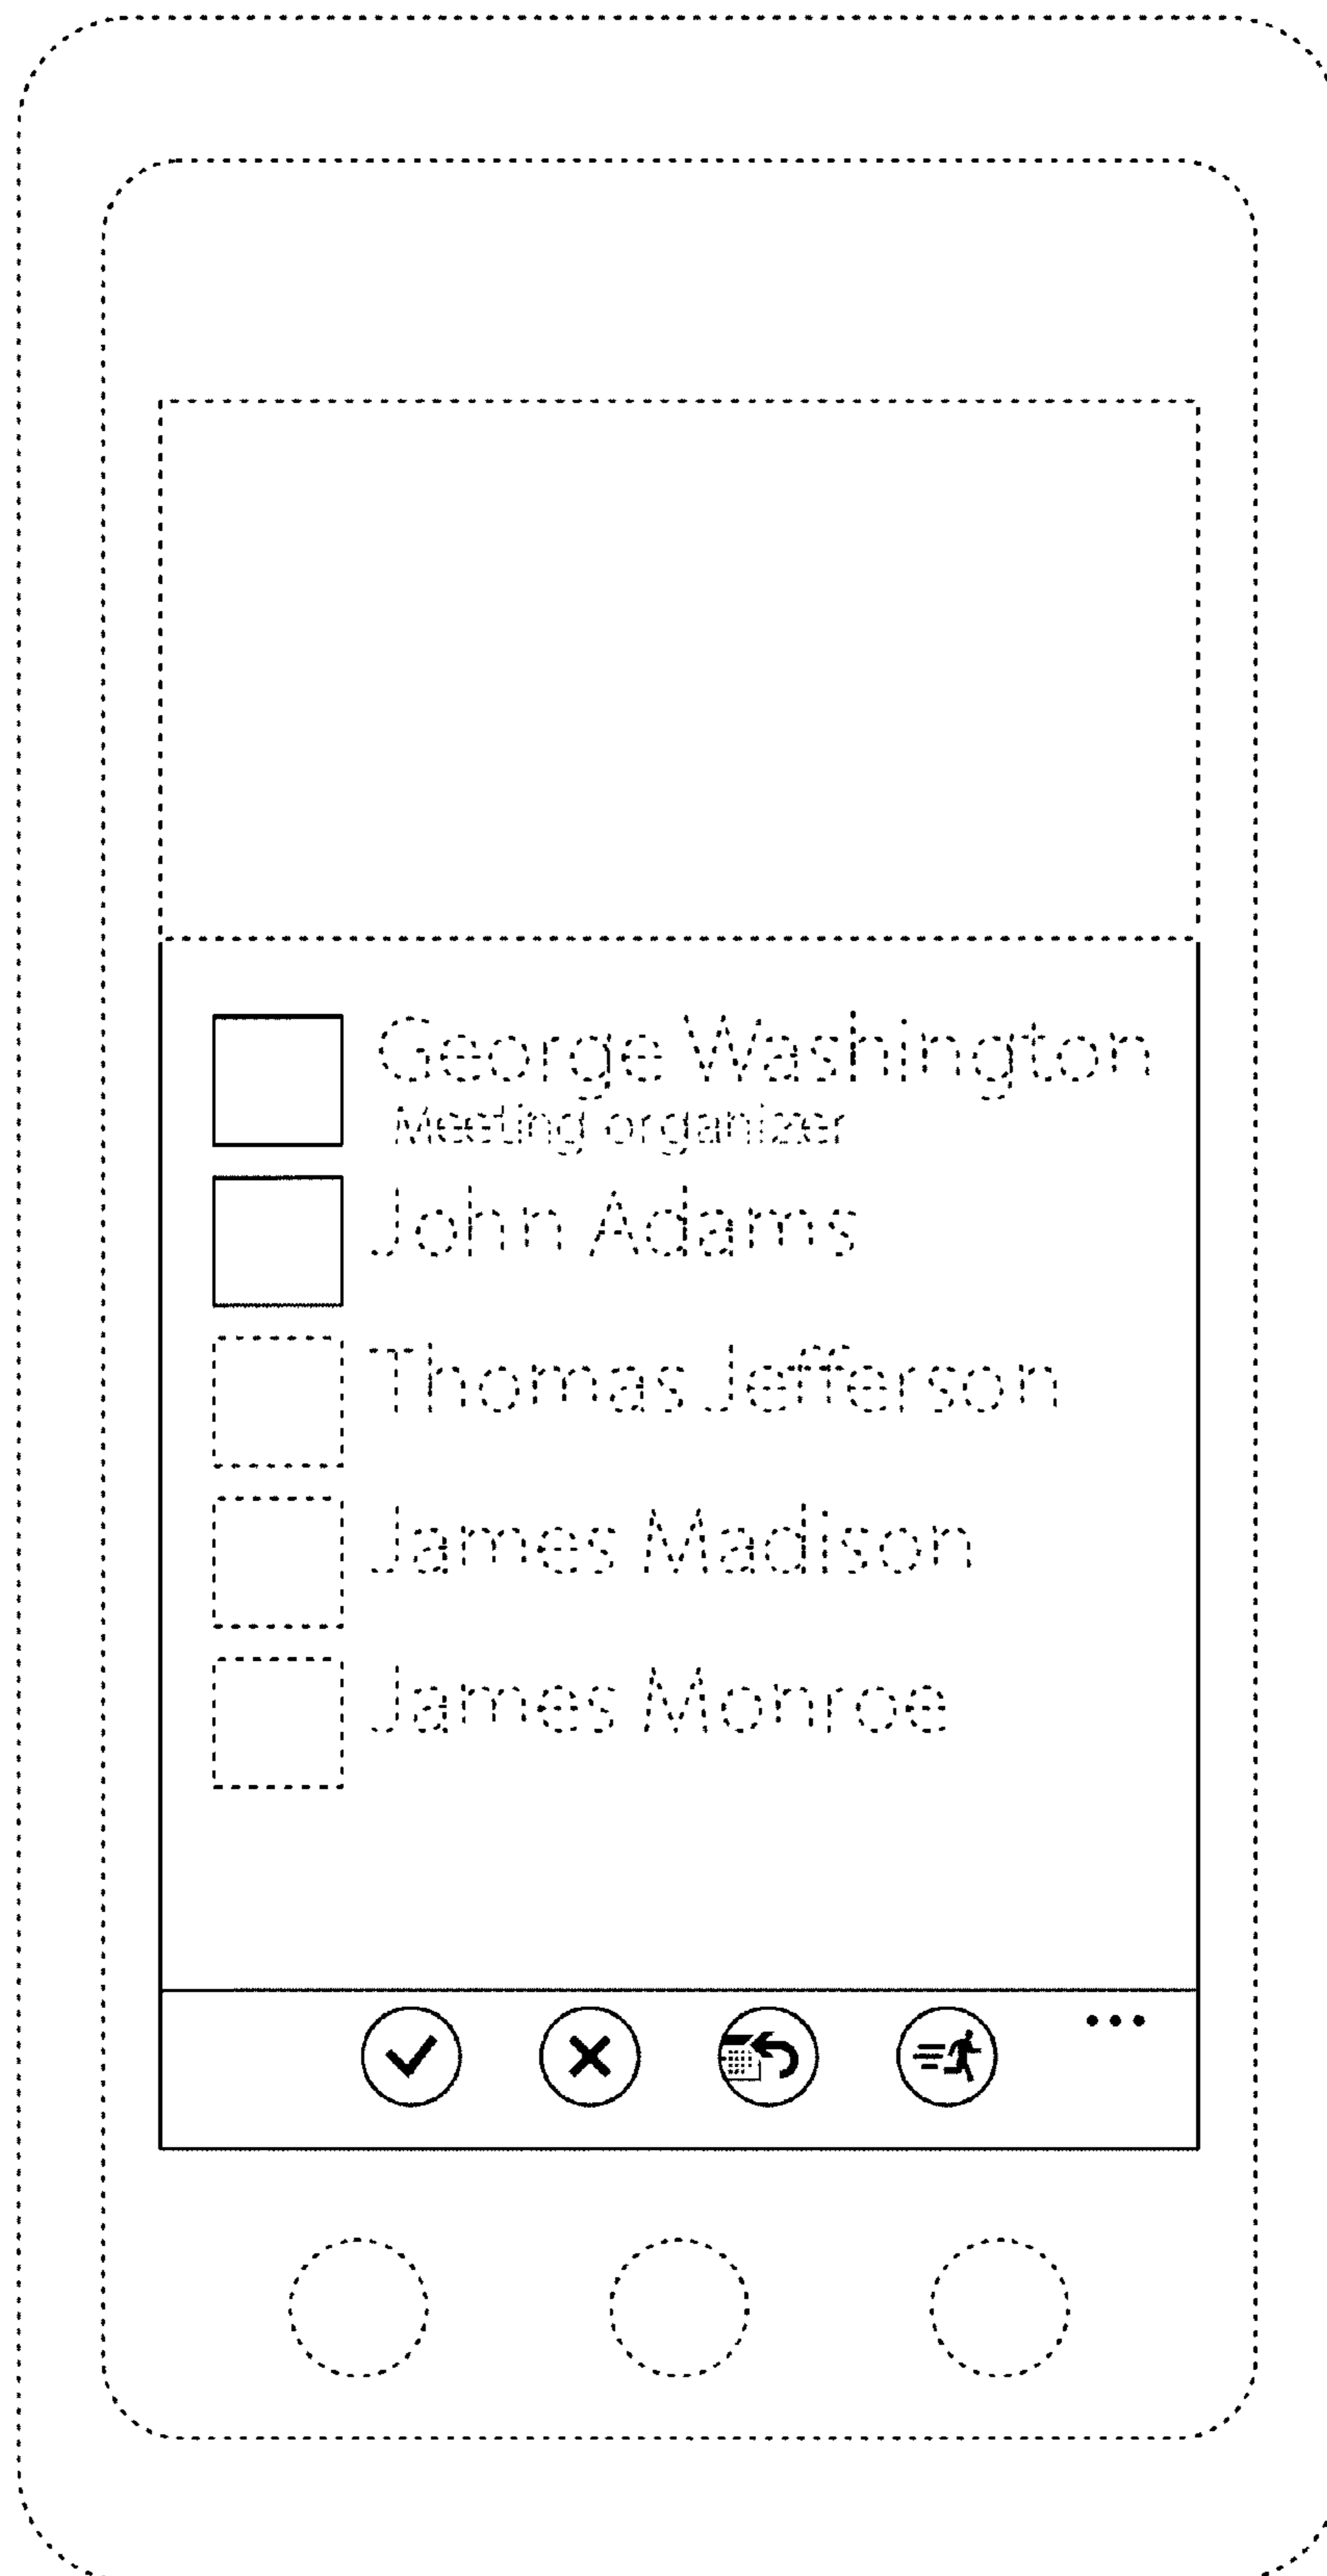 George Washington
Meeting organizer
John Adams
Thomas Jefferson
James Madison
James Monroe